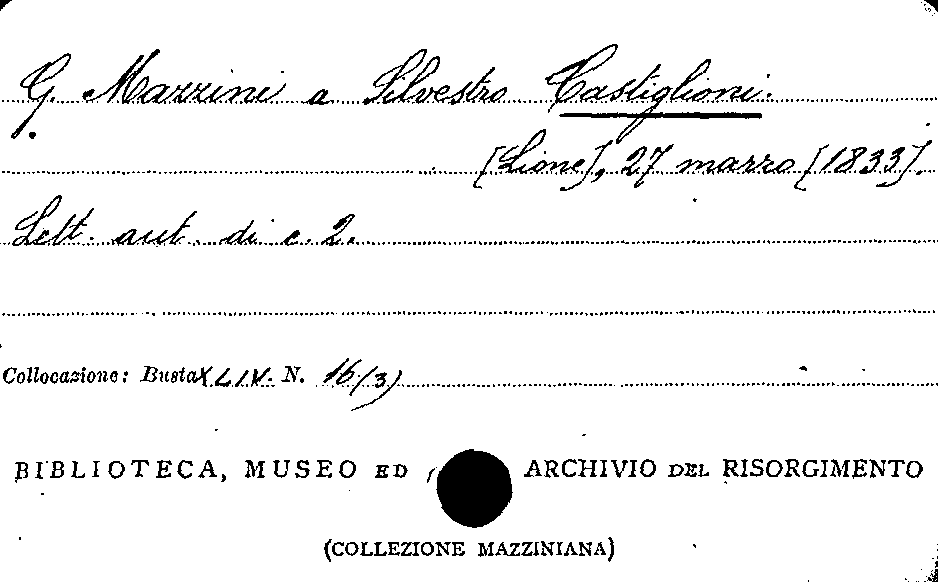 G. Mazzini a Silvestro Castiglioni.
[Lione], 27 marzo [1833].
Lett. aut. di c. 2.
Collocazione: Busta XLIV. N. 16(3)
BIBLIOTECA, MUSEO ED ARCHIVIO DEL RISORGIMENTO
(COLLEZIONE MAZZINIANA)